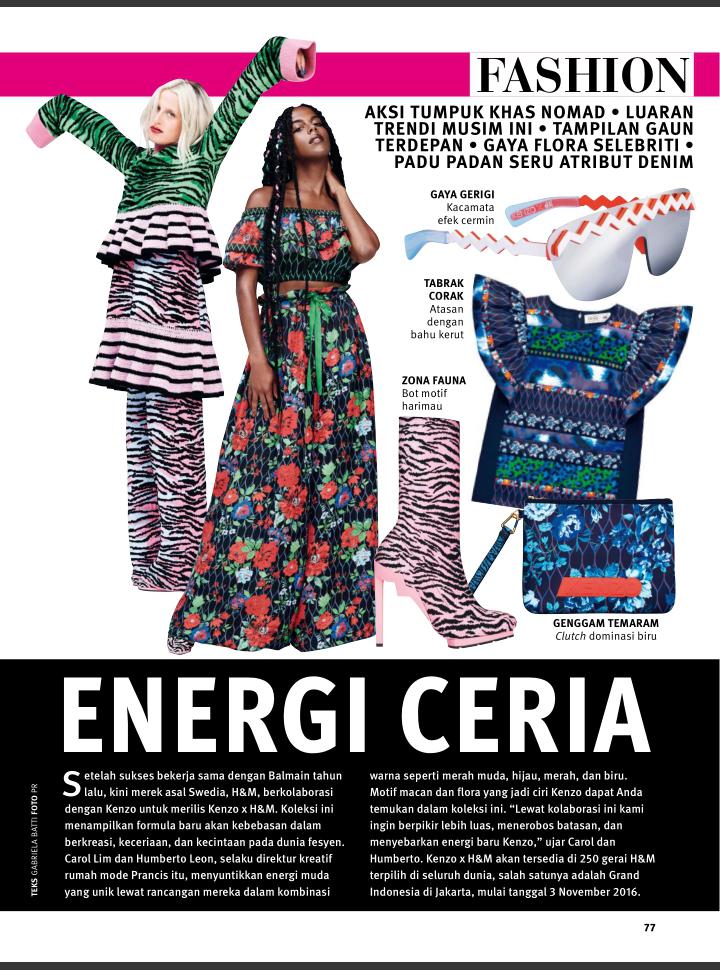 FASHION
AKSI TUMPUK KHAS NOMAD • LUARAN
TRENDI MUSIM INI • TAMPILAN GAUN
TERDEPAN • GAYA FLORA SELEBRITI •
PADU PADAN SERU ATRIBUT DENIM
GAYA GERIGI
Kacamata
efek cermin
TABRAK
CORAK
Atasan
dengan
bahu kerut
ZONA FAUNA
Bot motif
harimau
GENGGAM TEMARAM
Clutch dominasi biru
ENERGI CERIA
Setelah sukses bekerja sama dengan Balmain tahun
lalu, kini merek asal Swedia, H&M, berkolaborasi
dengan Kenzo untuk merilis Kenzo x H&M. Koleksi ini
menampilkan formula baru akan kebebasan dalam
berkreasi, keceriaan, dan kecintaan pada dunia fesyen.
Carol Lim dan Humberto Leon, selaku direktur kreatif
rumah mode Prancis itu, menyuntikkan energi muda
yang unik lewat rancangan mereka dalam kombinasi
warna seperti merah muda, hijau, merah, dan biru.
Motif macan dan flora yang jadi ciri Kenzo dapat Anda
temukan dalam koleksi ini. “Lewat kolaborasi ini kami
ingin berpikir lebih luas, menerobos batasan, dan
menyebarkan energi baru Kenzo,” ujar Carol dan
Humberto. Kenzo x H&M akan tersedia di 250 gerai H&M
terpilih di seluruh dunia, salah satunya adalah Grand
Indonesia di Jakarta, mulai tanggal 3 November 2016.
TEKS GABRIELA BATTI FOTO PR
77